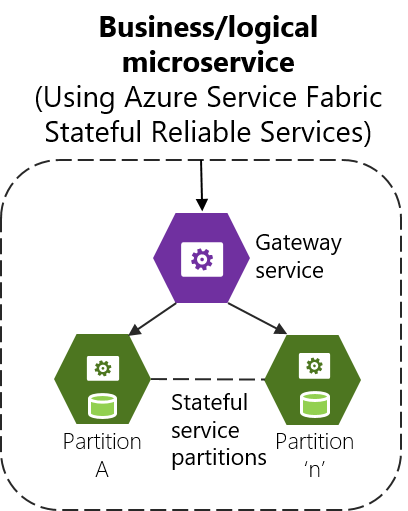 Business/logical
microservice
(Using Azure Service Fabric
Stateful Reliable Services)
Gateway
service
Stateful
service
partitions
Partition
A
Partition
‘n’